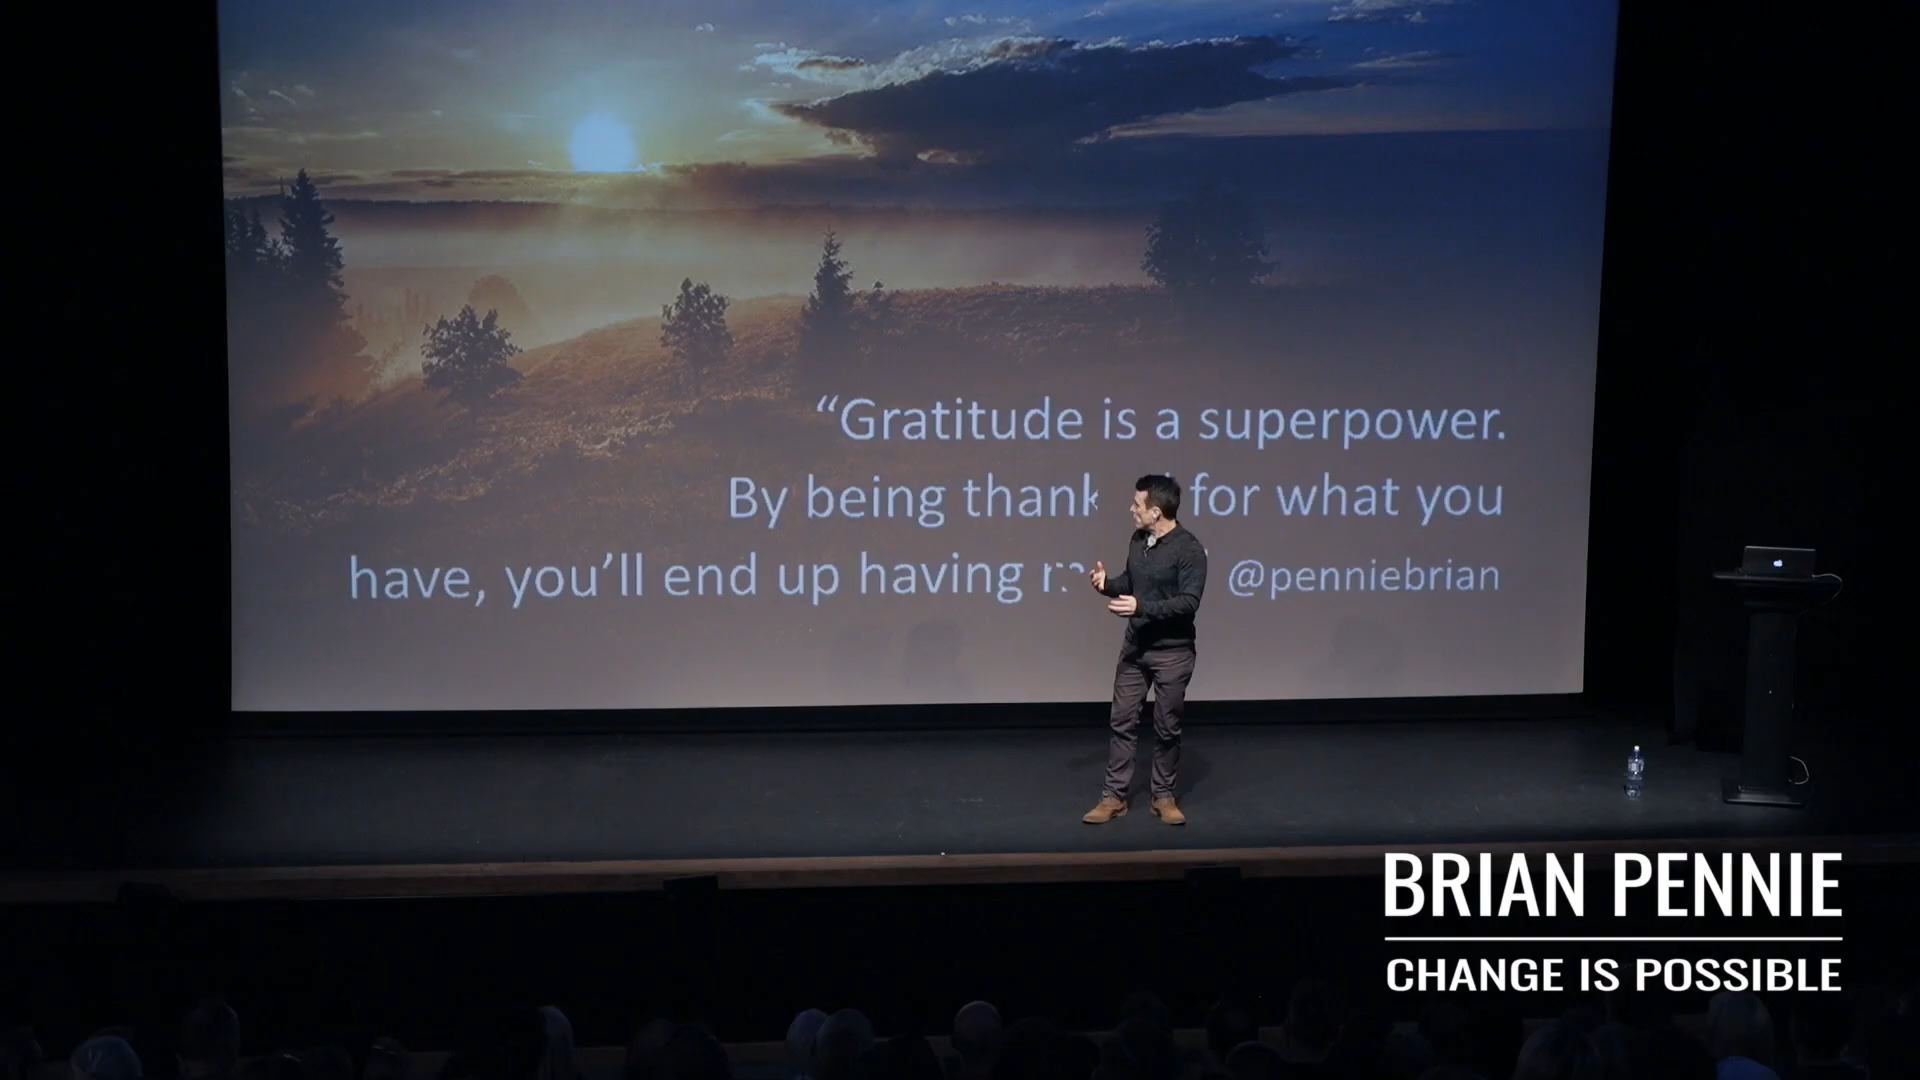 “Gratitude is a superpower.
By being for what you
have, you’ll end up having @penniebrian
BRIAN PENNIE
CHANGE IS POSSIBLE